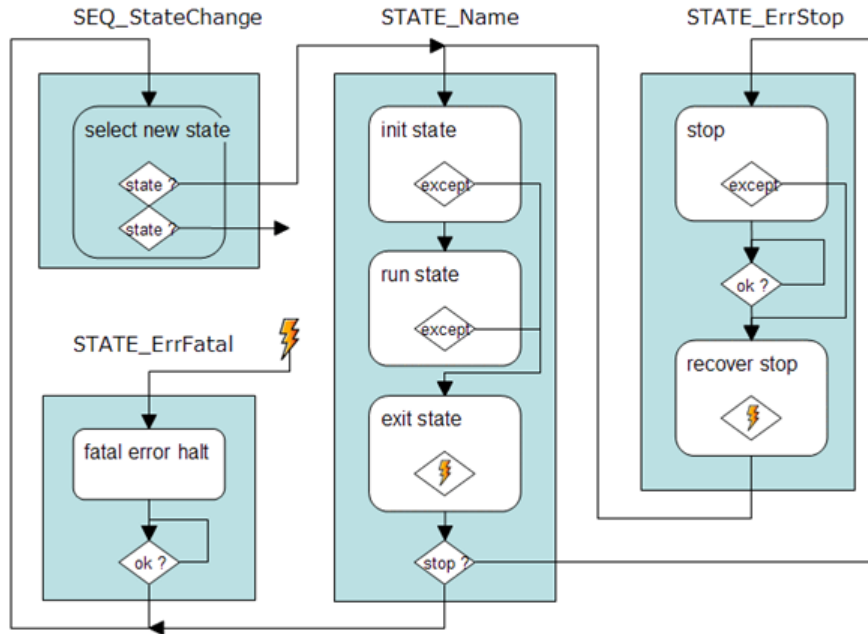 SEQ_StateChange
STATE_Name
STATE_ErrStop
select new state
state ?
state ?
init state
except
run state
except
exit state
stop ?
stop
except
ok ?
recover stop
STATE_ErrFatal
fatal error halt
ok ?